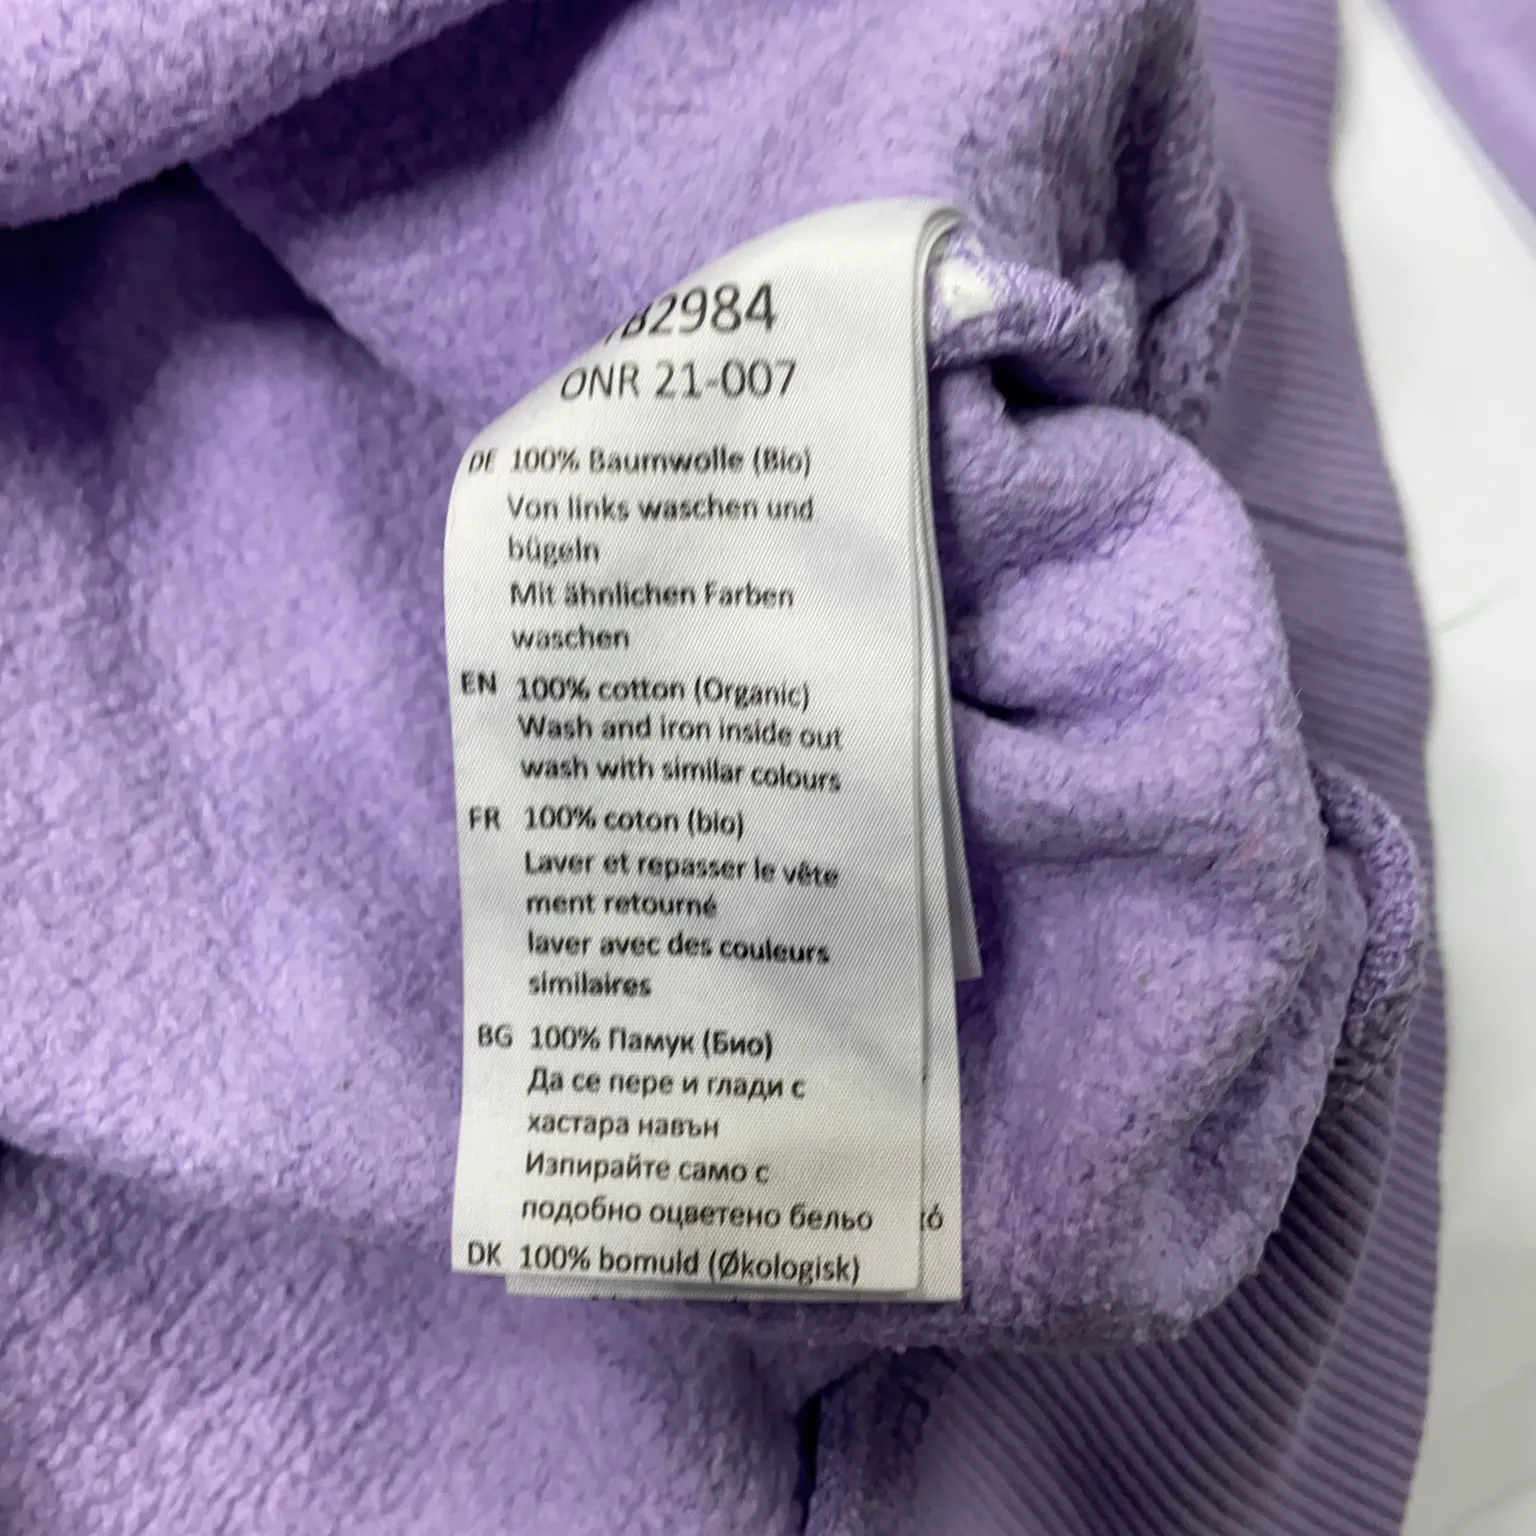 82984
ONR 21-007
DE 100% Baumwolle (Bio)
Von links waschen und
bügeln
Mit ähnlichen Farben
waschen
EN 100% cotton (Organic)
Wash and iron inside out
wash with similar colours
FR 100% coton (bio)
Laver et repasser le vête
ment retourné
laver avec des couleurs
similaires
BG 100% Памук (Био)
Да се пере и глади с
хастара навън
Изпирайте само с
подобно оцветено бельо
DK 100% bomuld (Økologisk)